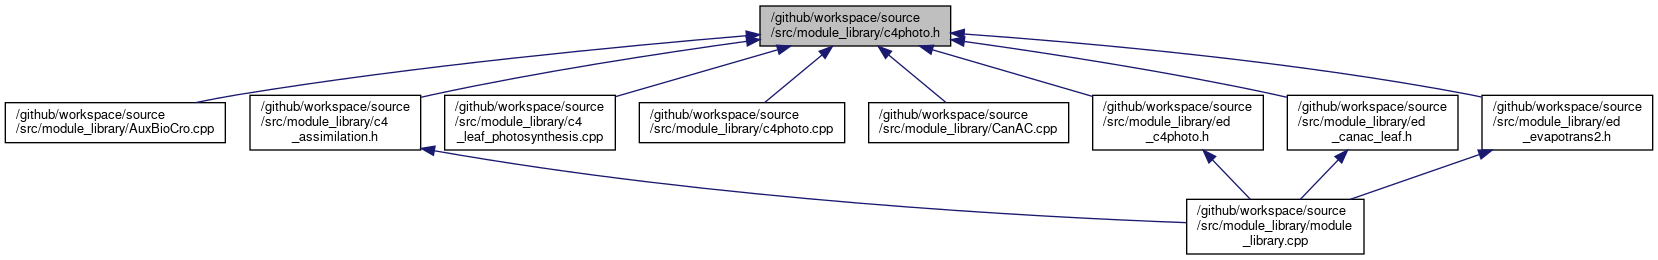 /github/workspace/source
/src/module_library/c4photo.h
/github/workspace/source
/src/module_library/AuxBioCro.cpp
/github/workspace/source
/src/module_library/c4
_assimilation.h
/github/workspace/source
/src/module_library/c4
_leaf_photosynthesis.cpp
/github/workspace/source
/src/module_library/c4photo.cpp
/github/workspace/source
/src/module_library/CanAC.cpp
/github/workspace/source
/src/module_library/ed
_c4photo.h
/github/workspace/source
/src/module_library/ed
_canac_leaf.h
/github/workspace/source
/src/module_library/ed
_evapotrans2.h
/github/workspace/source
/src/module_library/module
_library.cpp